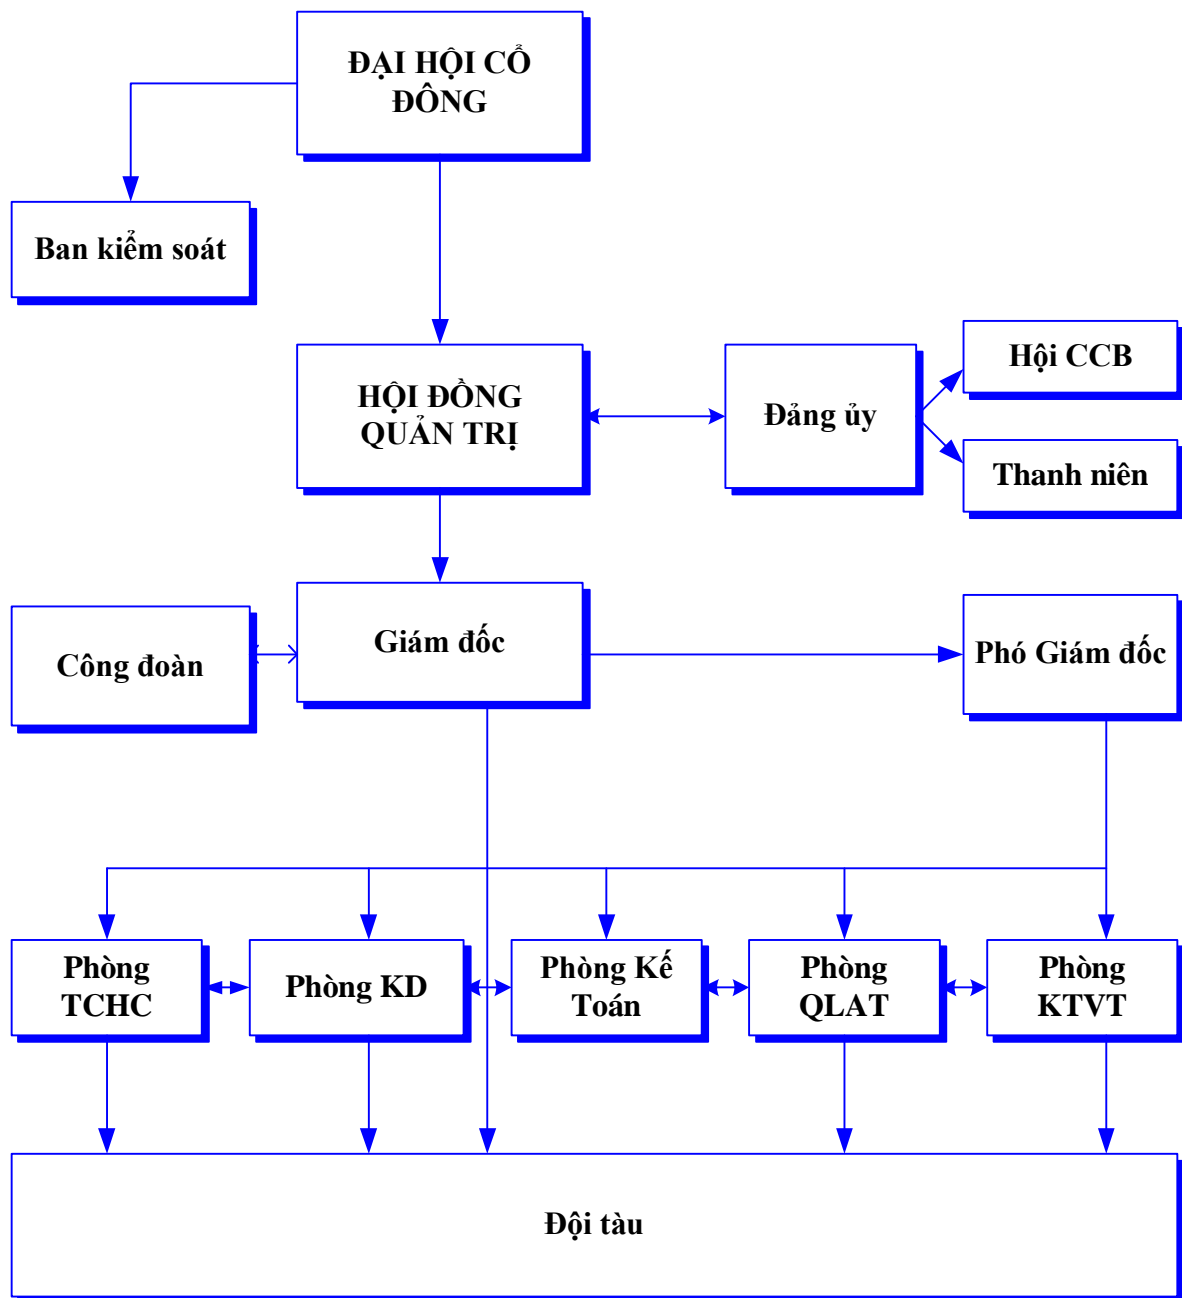 ĐẠI HỘI CỔ
ĐÔNG
Ban kiểm soát
HỘI ĐỒNG
QUẢN TRỊ
Đảng ủy
Hội CCB
Thanh niên
Công đoàn
Giám đốc
Phó Giám đốc
Phòng
TCHC
Phòng KD
Phòng Kế
Toán
Phòng
QLAT
Phòng
KTVT
Đội tàu